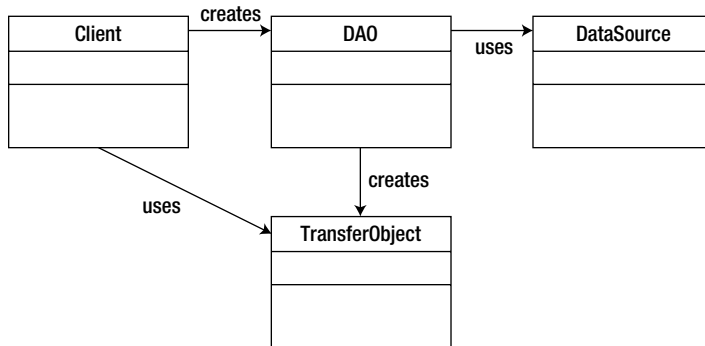 creates
Client
DAO
DataSource
uses
creates
uses
TransferObject